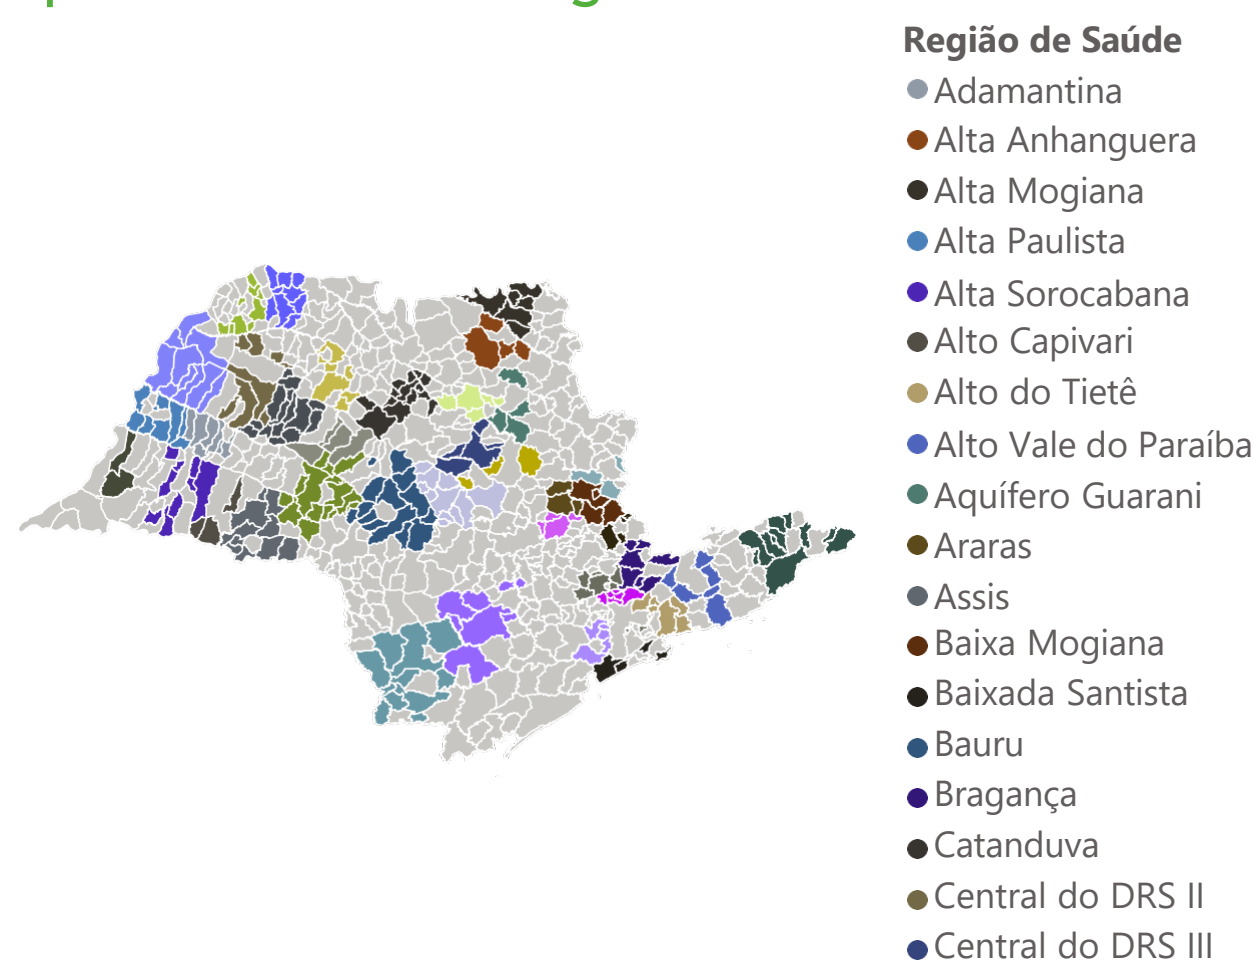 Região de Saúde
Adamantina
Alta Anhanguera
Alta Mogiana
Alta Paulista
Alta Sorocabana
Alto Capivari
Alto do Tietê
Alto Vale do Paraíba
Aquífero Guarani
Araras
Assis
Baixa Mogiana
Baixada Santista
Bauru
Bragança
Catanduva
Central do DRS II
Central do DRS III